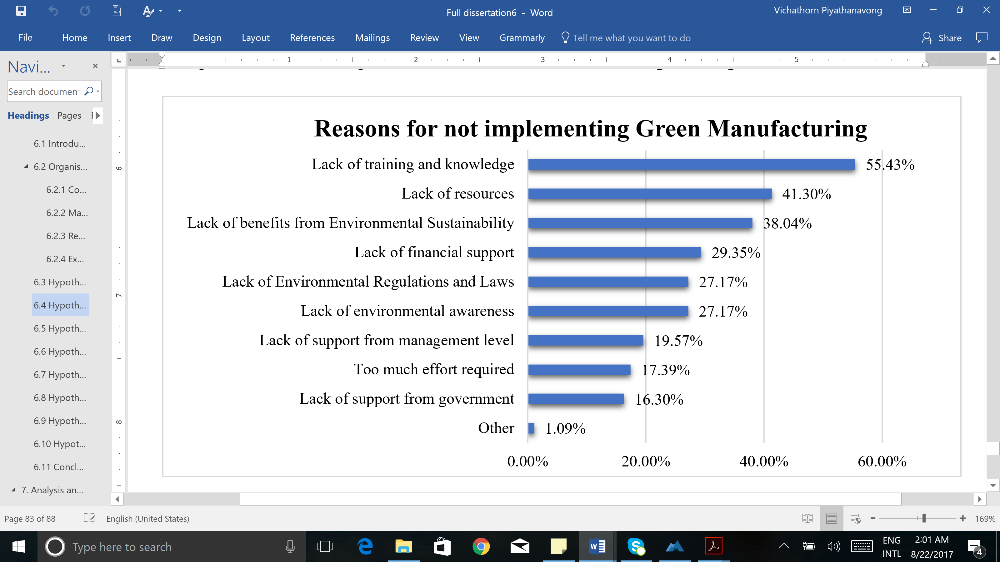 Full dissertation6 - Word
Vichathorn Piyathanavong
File Home Insert Draw Design Layout References Mailings Review View Grammarly Tell me what you want to do Share
Navi...
Search documen
Headings Pages
6.1 Introdu...
6.2 Organis...
6.2.1 Co...
6.2.2 Ma...
6.2.3 Re...
6.2.4 Ex...
6.3 Hypoth...
6.4 Hypoth...
6.5 Hypoth...
6.6 Hypoth...
6.7 Hypoth...
6.8 Hypoth...
6.9 Hypoth...
6.10 Hypot...
6.11 Concl...
7. Analysis an...
1 2 3 4 5
6
7
8
Reasons for not implementing Green Manufacturing
Lack of training and knowledge 55.43%
Lack of resources 41.30%
Lack of benefits from Environmental Sustainability 38.04%
Lack of financial support 29.35%
Lack of Environmental Regulations and Laws 27.17%
Lack of environmental awareness 27.17%
Lack of support from management level 19.57%
Too much effort required 17.39%
Lack of support from government 16.30%
Other 1.09%
0.00% 20.00% 40.00% 60.00%
Page 83 of 88 English (United States) 169%
Type here to search
ENG
INTL
2:01 AM
8/22/2017
4